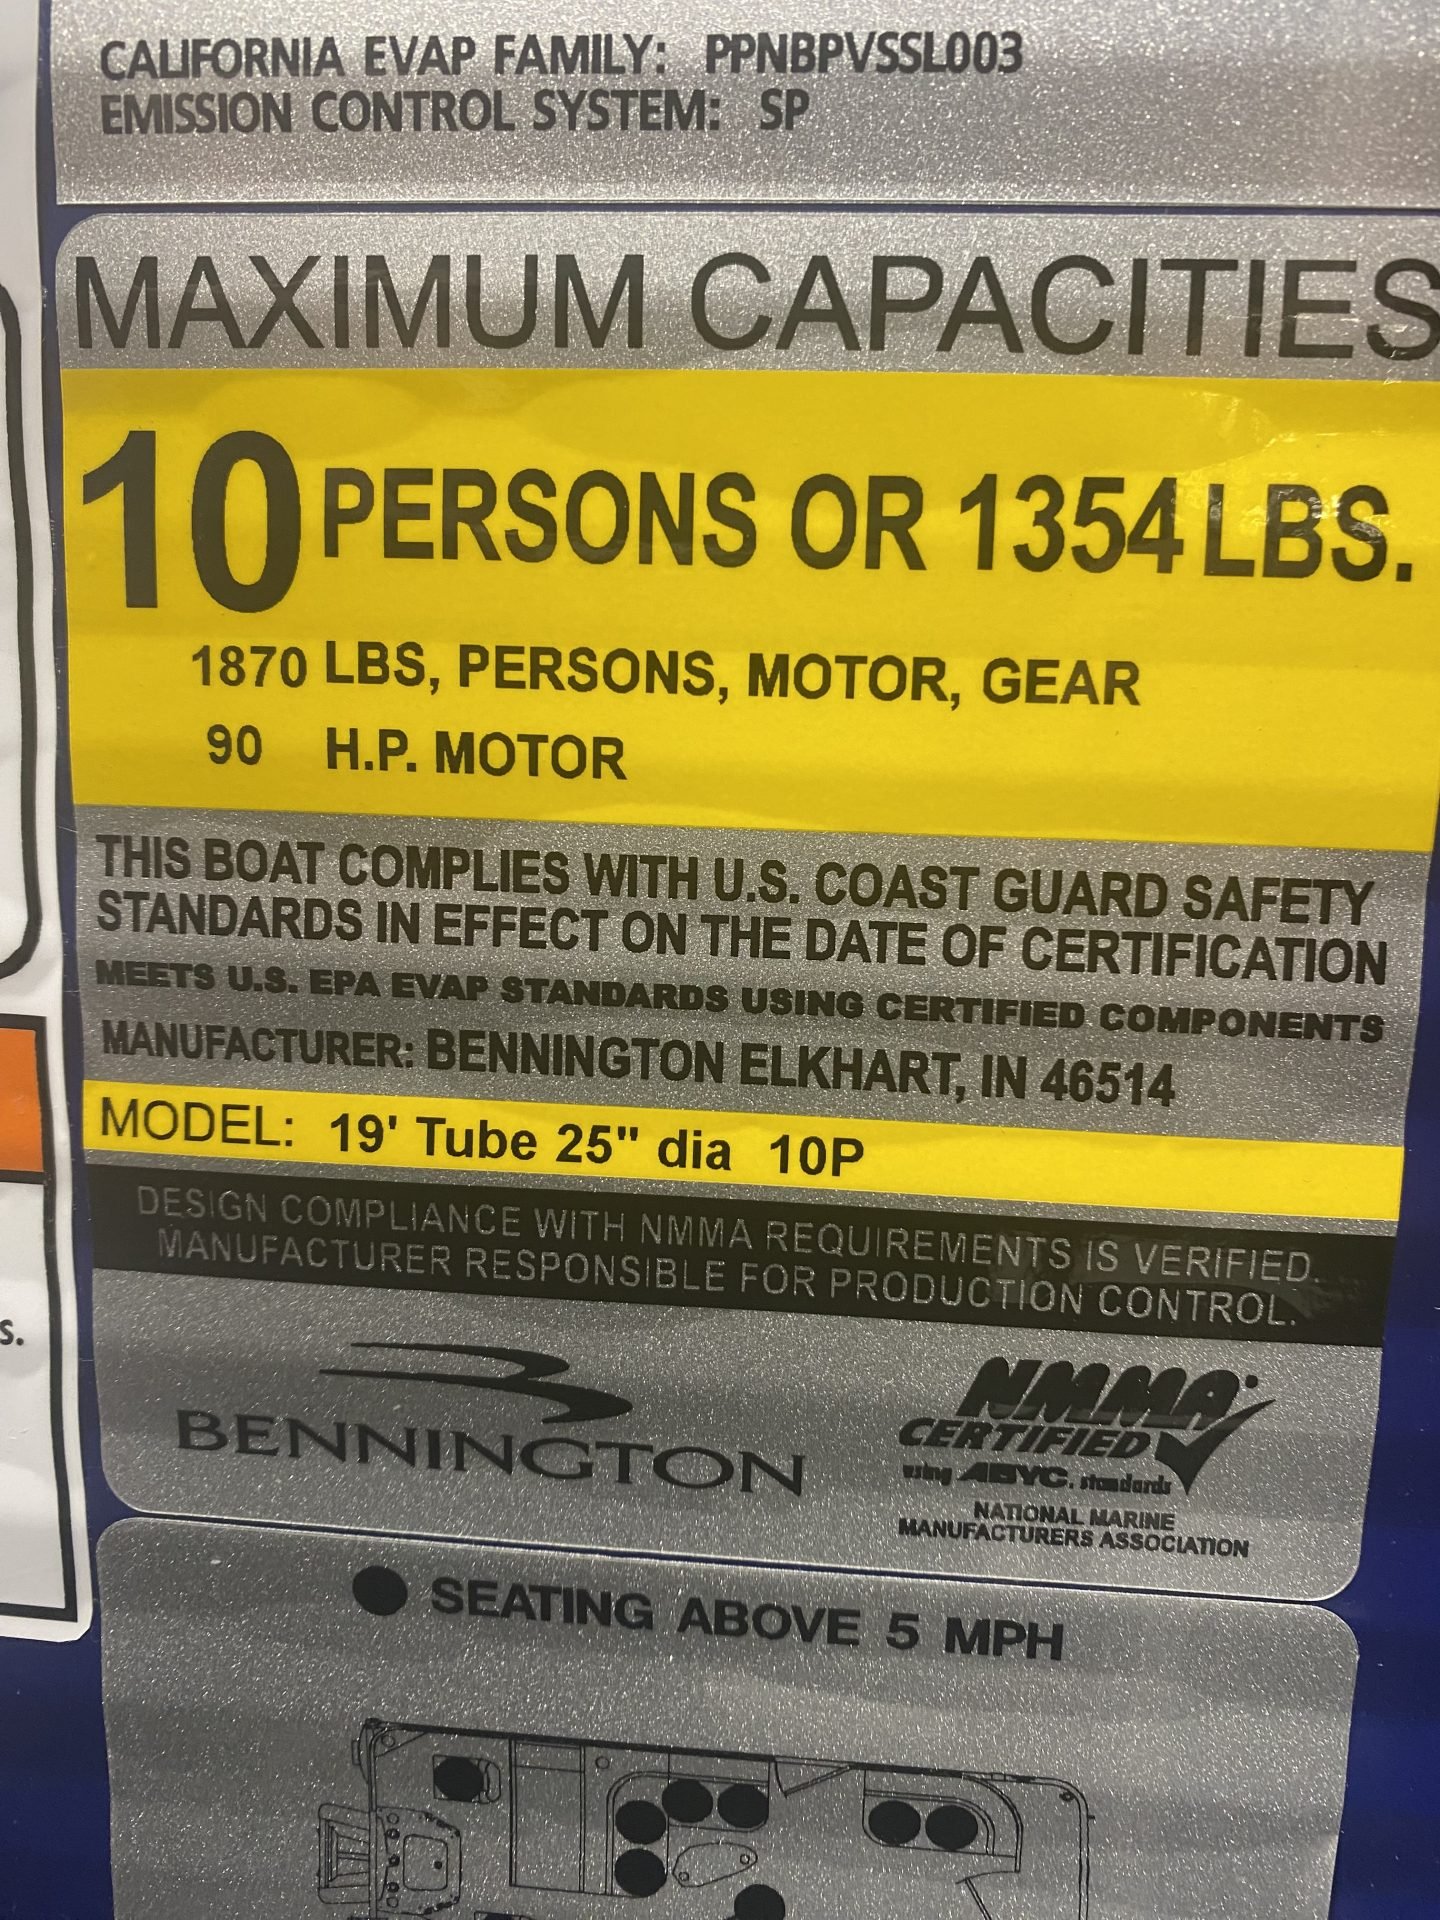 CALIFORNIA EVAP FAMILY: PPNBPVSSL003
EMISSION CONTROL SYSTEM: SP
MAXIMUM CAPACITIES
10 PERSONS OR 1354 LBS.
1870 LBS, PERSONS, MOTOR, GEAR
90 H.P. MOTOR
THIS BOAT COMPLIES WITH U.S. COAST GUARD SAFETY
STANDARDS IN EFFECT ON THE DATE OF CERTIFICATION
MEETS U.S. EPA EVAP STANDARDS USING CERTIFIED COMPONENTS
MANUFACTURER: BENNINGTON ELKHART, IN 46514
MODEL: 19' Tube 25" dia 10P
DESIGN COMPLIANCE WITH NMMA REQUIREMENTS IS VERIFIED.
MANUFACTURER RESPONSIBLE FOR PRODUCTION CONTROL.
s.
BENNINGTON
NMMA
CERTIFIED
using ABYC. standards
NATIONAL MARINE
MANUFACTURERS ASSOCIATION
SEATING ABOVE 5 MPH